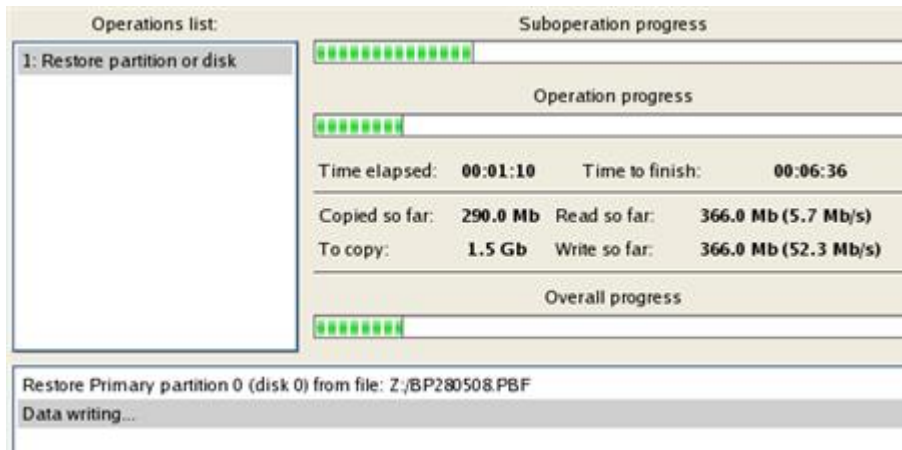 Operations list:
1: Restore partition or disk
Suboperation progress
Operation progress
Time elapsed: 00:01:10 Time to finish: 00:06:36
Copied so far: 290.0 Mb Read so far: 366.0 Mb (5.7 Mb/s)
To copy: 1.5 Gb Write so far: 366.0 Mb (52.3 Mb/s)
Overall progress
Restore Primary partition 0 (disk 0) from file: Z:/BP280508.PBF
Data writing...